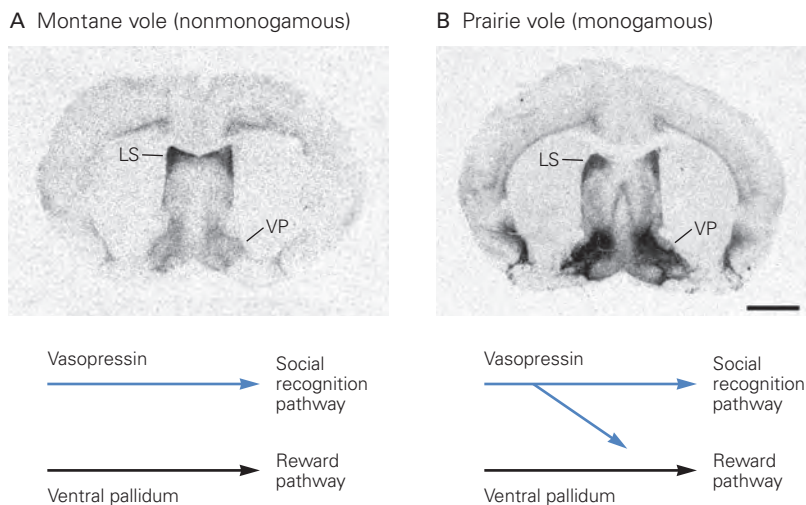 A Montane vole (nonmonogamous)
LS
VP
Vasopressin
Social
recognition
pathway
Reward
pathway
Ventral pallidum
B Prairie vole (monogamous)
LS
VP
Vasopressin
Social
recognition
pathway
Reward
pathway
Ventral pallidum